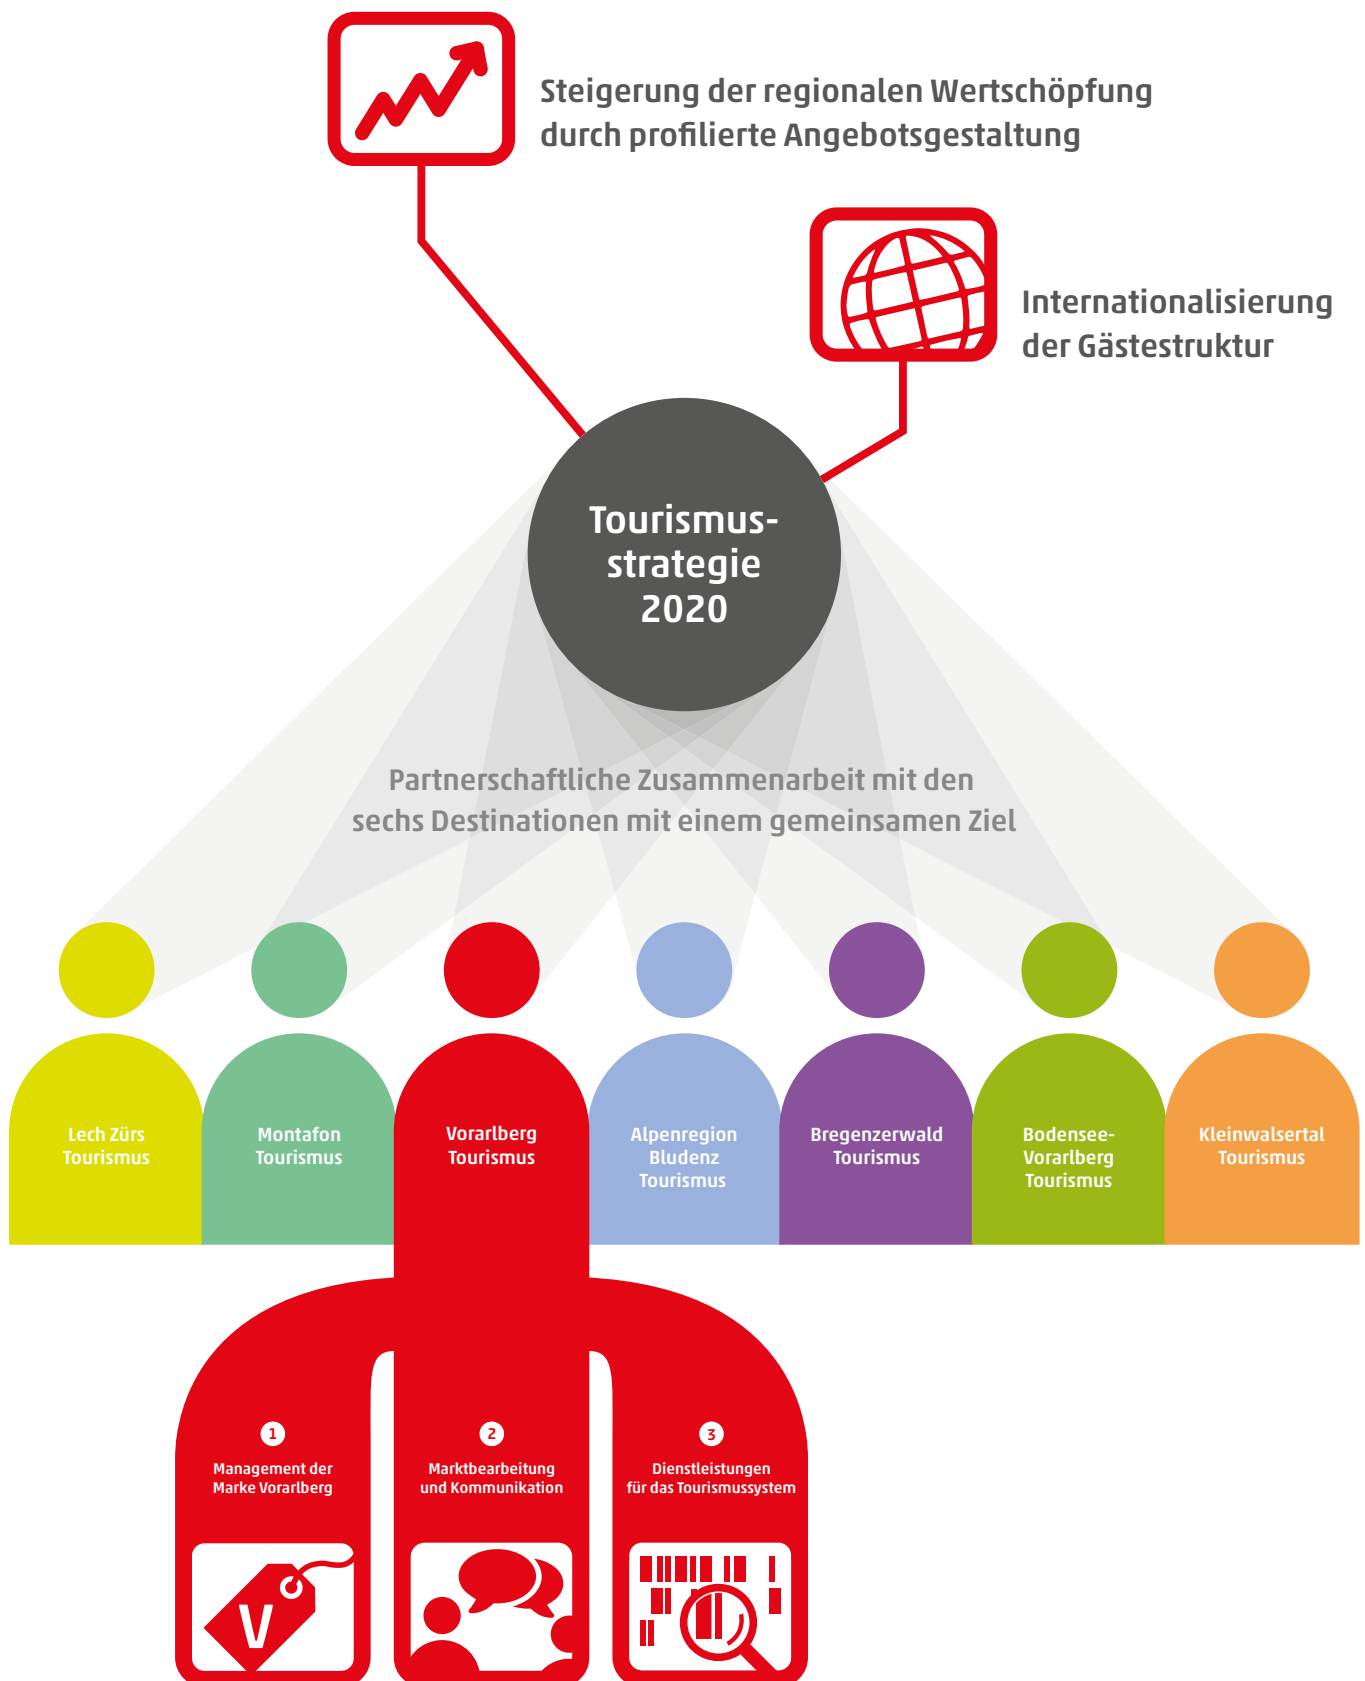 Steigerung der regionalen Wertschöpfung
durch profilierte Angebotsgestaltung
Internationalisierung
der Gästestruktur
Tourismus-
strategie
2020
Partnerschaftliche Zusammenarbeit mit den
sechs Destinationen mit einem gemeinsamen Ziel
Lech Zürs
Tourismus
Montafon
Tourismus
Vorarlberg
Tourismus
Alpenregion
Bludenz
Tourismus
Bregenzerwald
Tourismus
Bodensee-
Vorarlberg
Tourismus
Kleinwalsertal
Tourismus
1
Management der
Marke Vorarlberg
V
2
Marktbearbeitung
und Kommunikation
3
Dienstleistungen
für das Tourismussystem